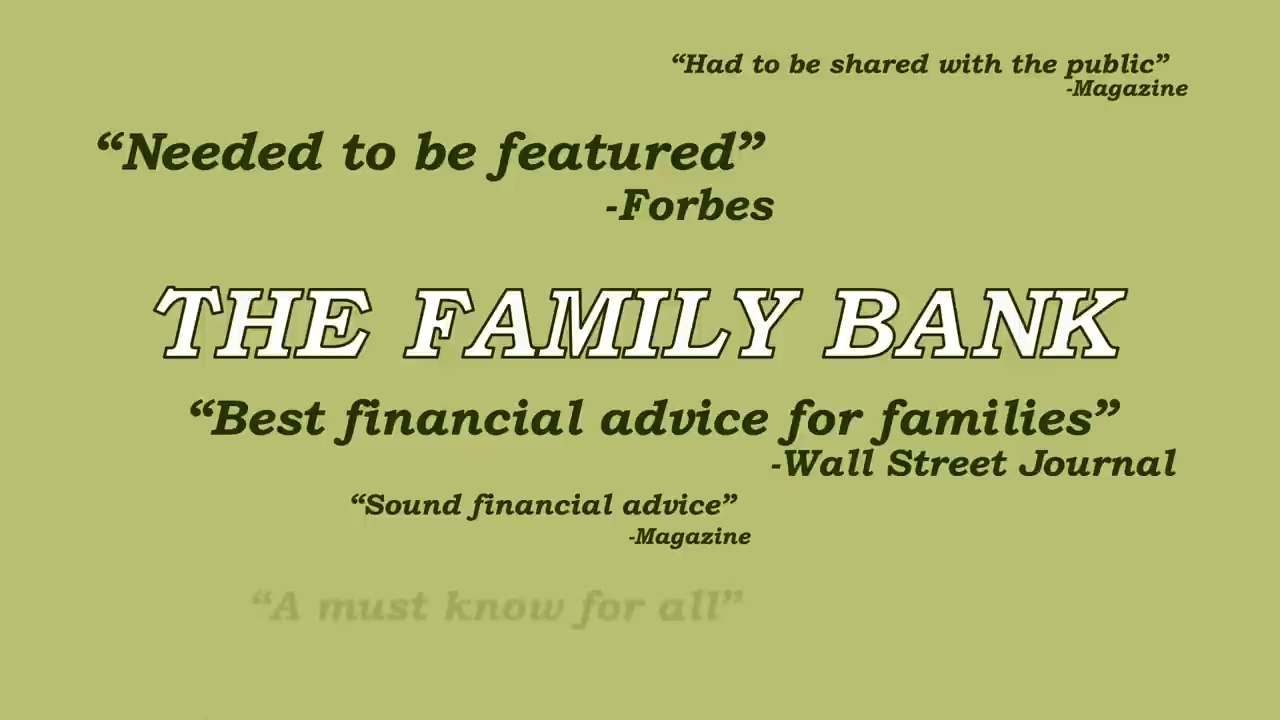 “Had to be shared with the public”
-Magazine
“Needed to be featured”
-Forbes
THE FAMILY BANK
“Best financial advice for families”
-Wall Street Journal
“Sound financial advice”
-Magazine
“A must know for all”